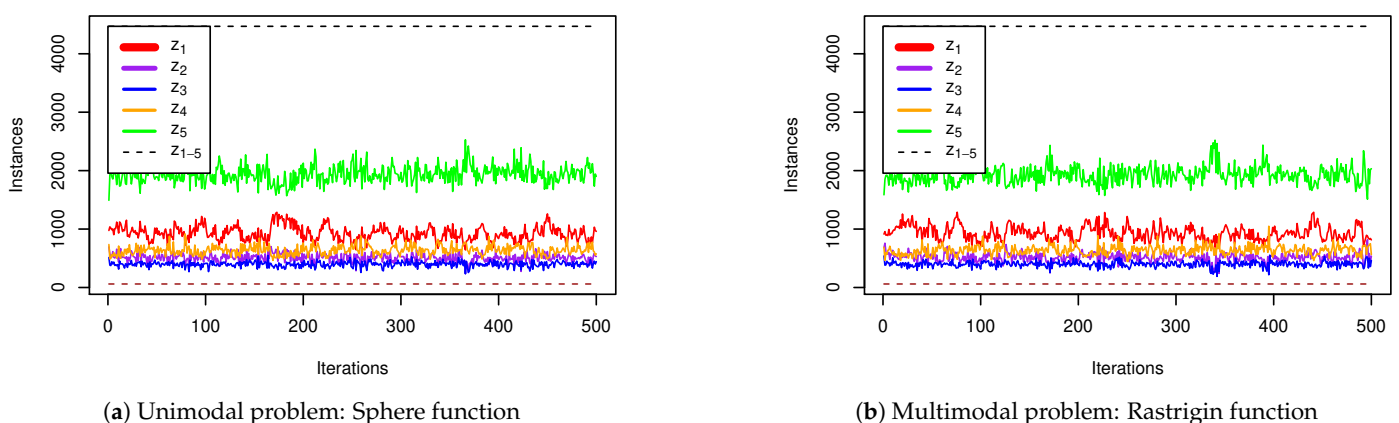 4000
3000
2000
1000
0
Instances
z1
z2
z3
z4
z5
z1−5
0 100 200 300 400 500
Iterations
(a) Unimodal problem: Sphere function
4000
3000
2000
1000
0
Instances
z1
z2
z3
z4
z5
z1−5
0 100 200 300 400 500
Iterations
(b) Multimodal problem: Rastrigin function